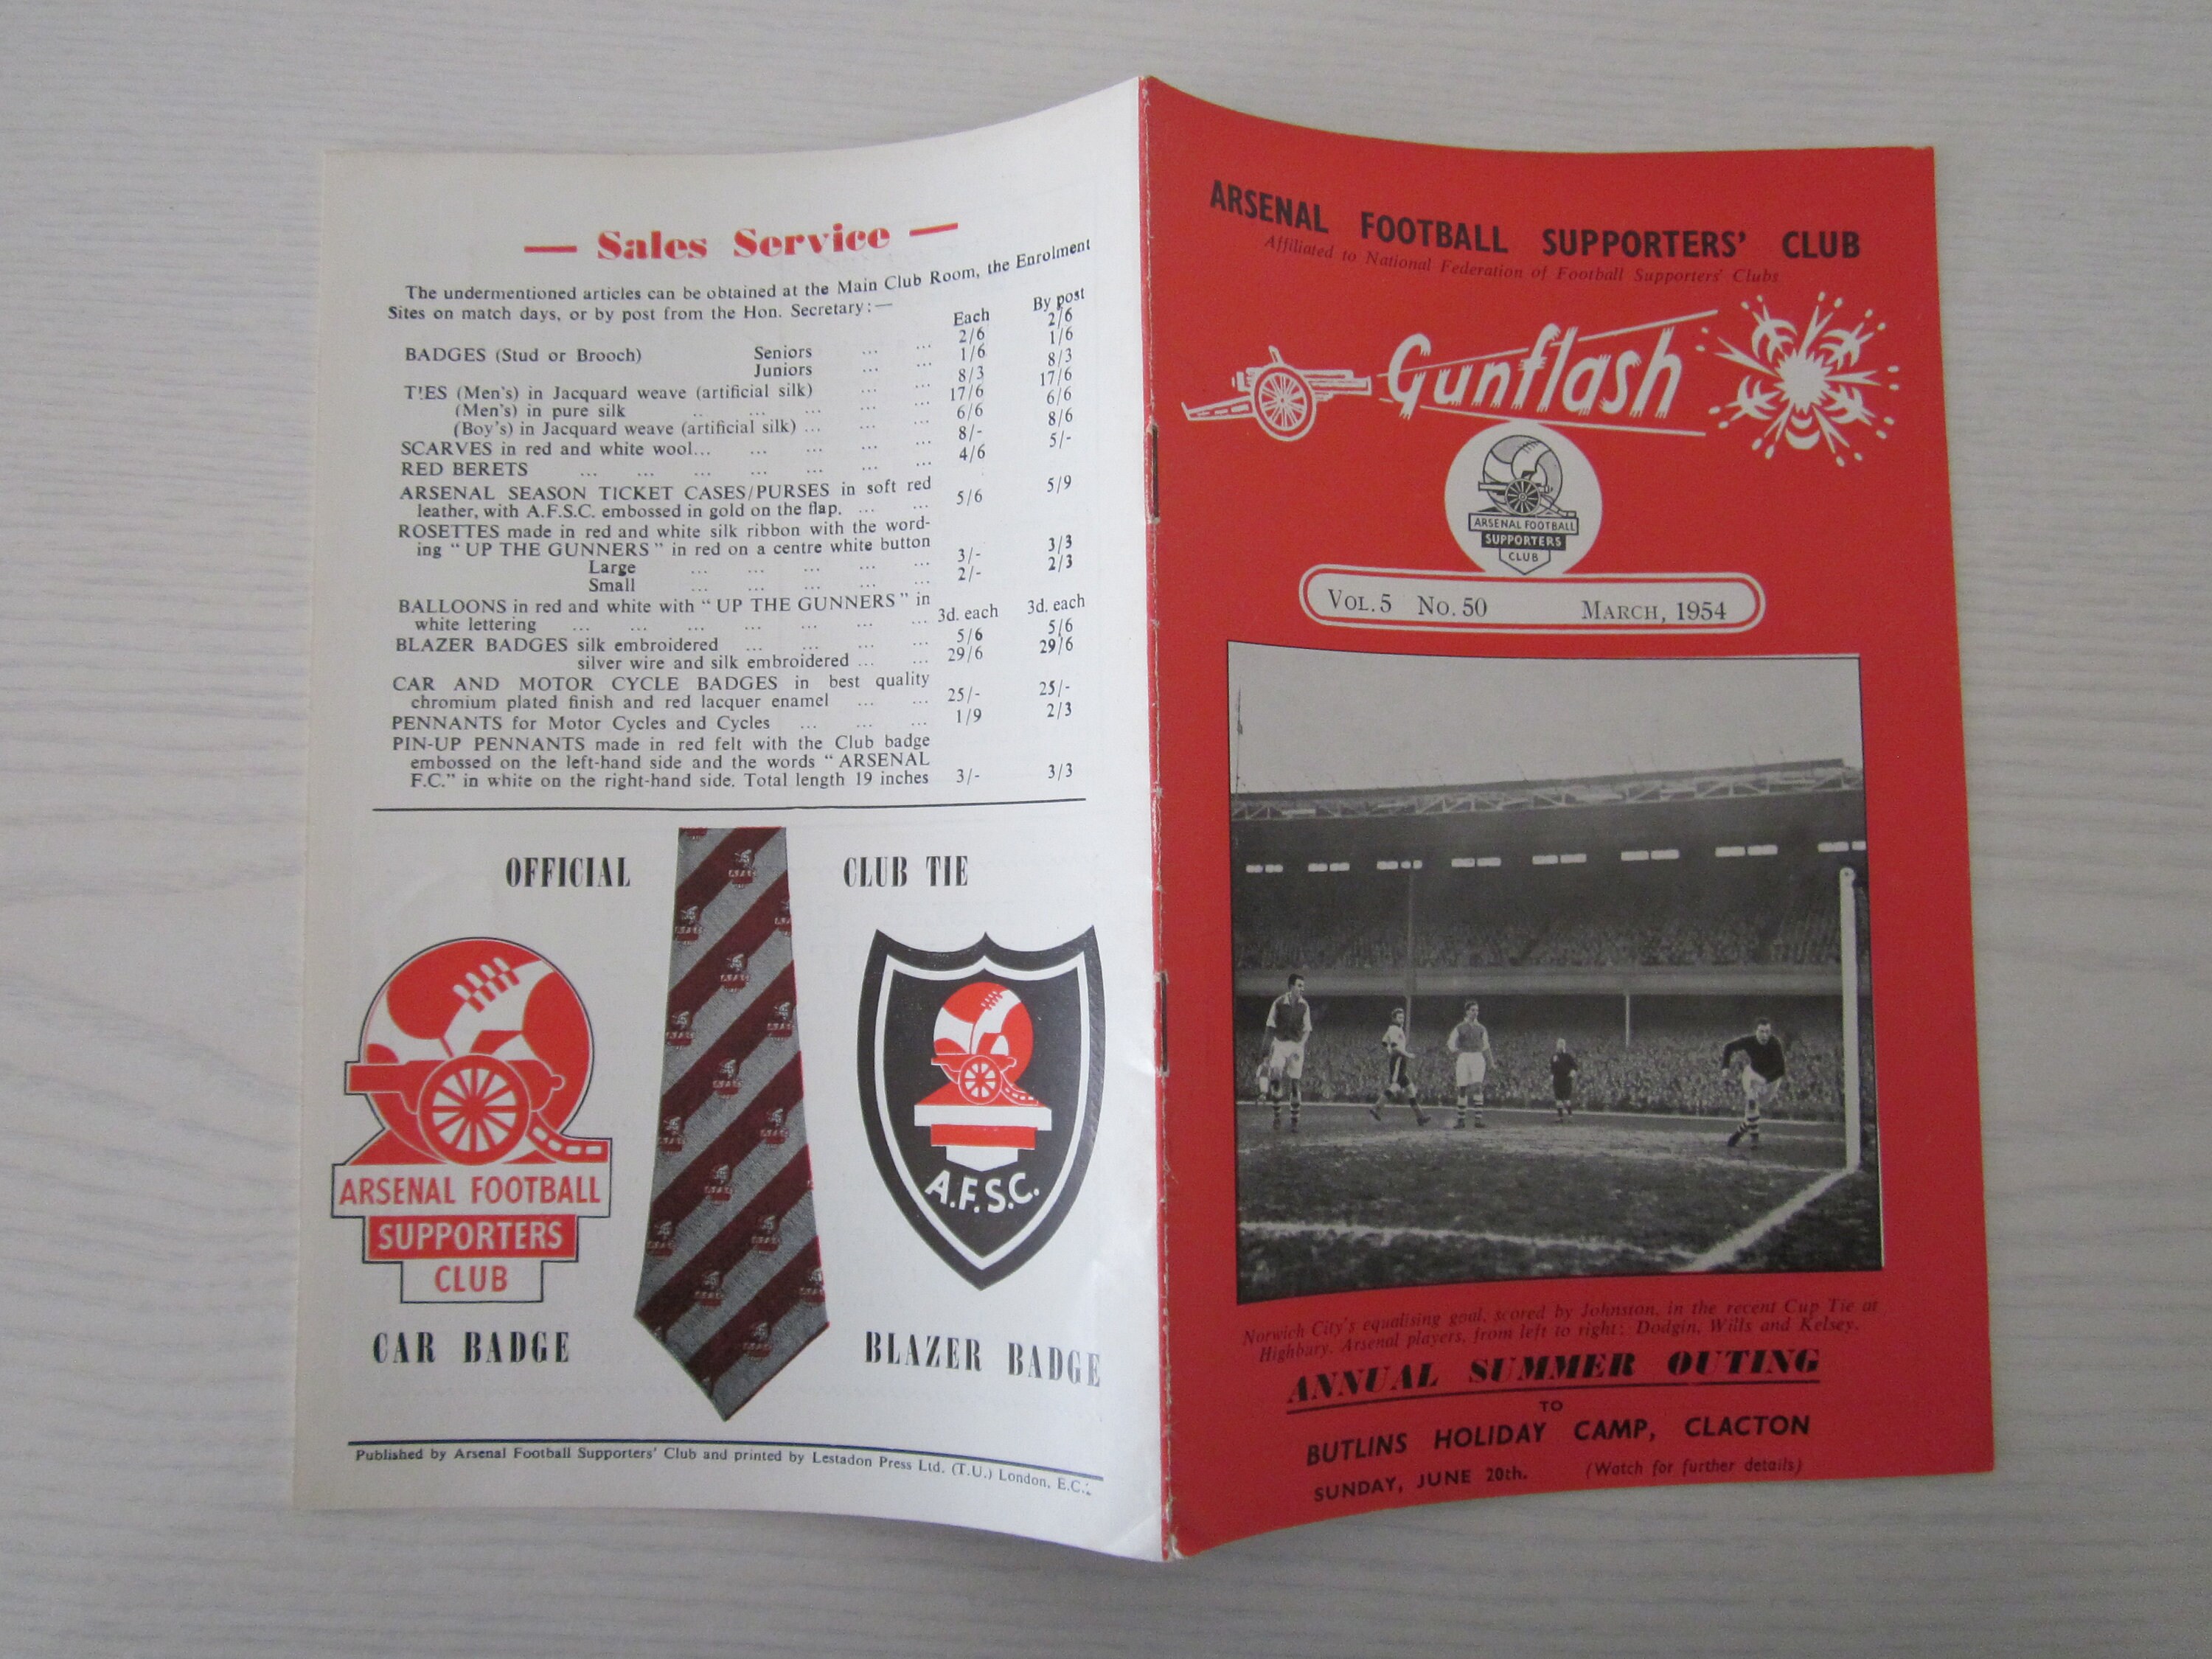 Sales Service
The undermentioned articles can be obtained at the Main Club Room, the Enrolment
Sites on match days, or by post from the Hon. Secretary:—
Each By post
BADGES (Stud or Brooch) Seniors ... ... 2/6 2/6
Juniors ... ... 1/6 1/6
TIES (Men's) in Jacquard weave (artificial silk) ... ... 8/3 8/3
(Men's) in pure silk ... ... ... ... ... 17/6 17/6
(Boy's) in Jacquard weave (artificial silk) ... ... ... 6/6 6/6
SCARVES in red and white wool... ... ... ... ... 8/- 8/6
RED BERETS ... ... ... ... ... ... ... 4/6 5/-
ARSENAL SEASON TICKET CASES/PURSES in soft red
leather, with A.F.S.C. embossed in gold on the flap. ... ... 5/6 5/9
ROSETTES made in red and white silk ribbon with the word-
ing " UP THE GUNNERS " in red on a centre white button
Large ... ... ... ... ... 3/- 3/3
Small ... ... ... ... ... 2/- 2/3
BALLOONS in red and white with " UP THE GUNNERS " in
white lettering ... ... ... ... ... ... ... 3d. each 3d. each
BLAZER BADGES silk embroidered ... ... ... ... 5/6 5/6
silver wire and silk embroidered ... ... 29/6 29/6
CAR AND MOTOR CYCLE BADGES in best quality
chromium plated finish and red lacquer enamel ... ... 25/- 25/-
PENNANTS for Motor Cycles and Cycles ... ... ... 1/9 2/3
PIN-UP PENNANTS made in red felt with the Club badge
embossed on the left-hand side and the words " ARSENAL
F.C." in white on the right-hand side. Total length 19 inches 3/- 3/3
OFFICIAL CLUB TIE
ARSENAL FOOTBALL
SUPPORTERS
CLUB
A.F.S.C.
CAR BADGE
BLAZER BADGE
Published by Arsenal Football Supporters' Club and printed by Lestadon Press Ltd. (T.U.) London, E.C.
ARSENAL FOOTBALL SUPPORTERS' CLUB
Affiliated to National Federation of Football Supporters' Clubs
Gunflash
ARSENAL FOOTBALL
SUPPORTERS
CLUB
VOL. 5 NO. 50 MARCH, 1954
Norwich City's equalising goal, scored by Johnston, in the recent Cup Tie at
Highbury. Arsenal players, from left to right: Dodgin, Wills and Kelsey.
ANNUAL SUMMER OUTING
TO
BUTLINS HOLIDAY CAMP, CLACTON
SUNDAY, JUNE 20th. (Watch for further details)